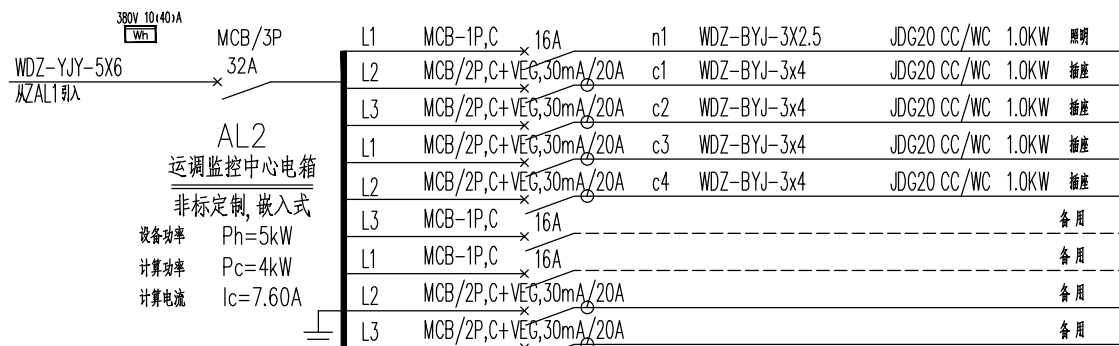 380V 10(40)A
Wh
MCB/3P
WDZ-YJY-5X6 32A
从ZAL1引入
AL2
运调监控中心电箱
非标定制,嵌入式
设备功率 Ph=5kW
计算功率 Pc=4kW
计算电流 Ic=7.60A
L1 MCB-1P,C 16A n1 WDZ-BYJ-3X2.5 JDG20 CC/WC 1.0KW 照明
L2 MCB/2P,C+VEG,30mA/20A c1 WDZ-BYJ-3x4 JDG20 CC/WC 1.0KW 插座
L3 MCB/2P,C+VEG,30mA/20A c2 WDZ-BYJ-3x4 JDG20 CC/WC 1.0KW 插座
L1 MCB/2P,C+VEG,30mA/20A c3 WDZ-BYJ-3x4 JDG20 CC/WC 1.0KW 插座
L2 MCB/2P,C+VEG,30mA/20A c4 WDZ-BYJ-3x4 JDG20 CC/WC 1.0KW 插座
L3 MCB-1P,C 16A 备用
L1 MCB-1P,C 16A 备用
L2 MCB/2P,C+VEG,30mA/20A 备用
L3 MCB/2P,C+VEG,30mA/20A 备用